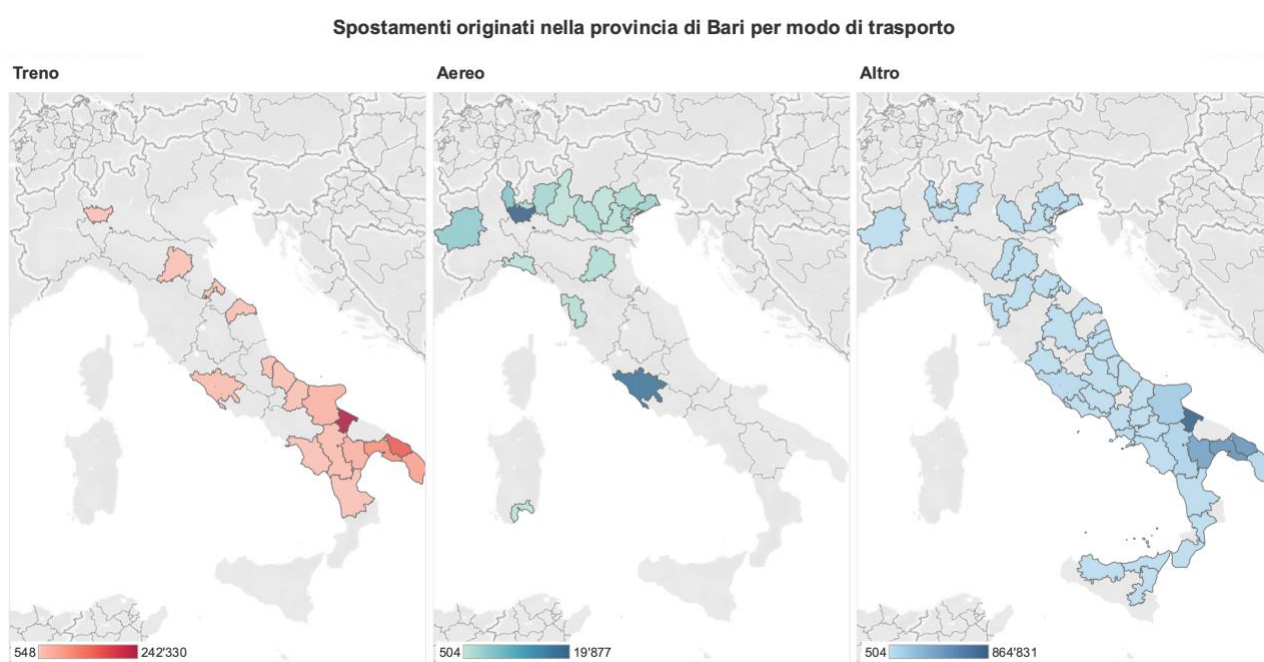 Spostamenti originati nella provincia di Bari per modo di trasporto
Treno
Aereo
Altro
548 242'330
504 19'877
504 864'831